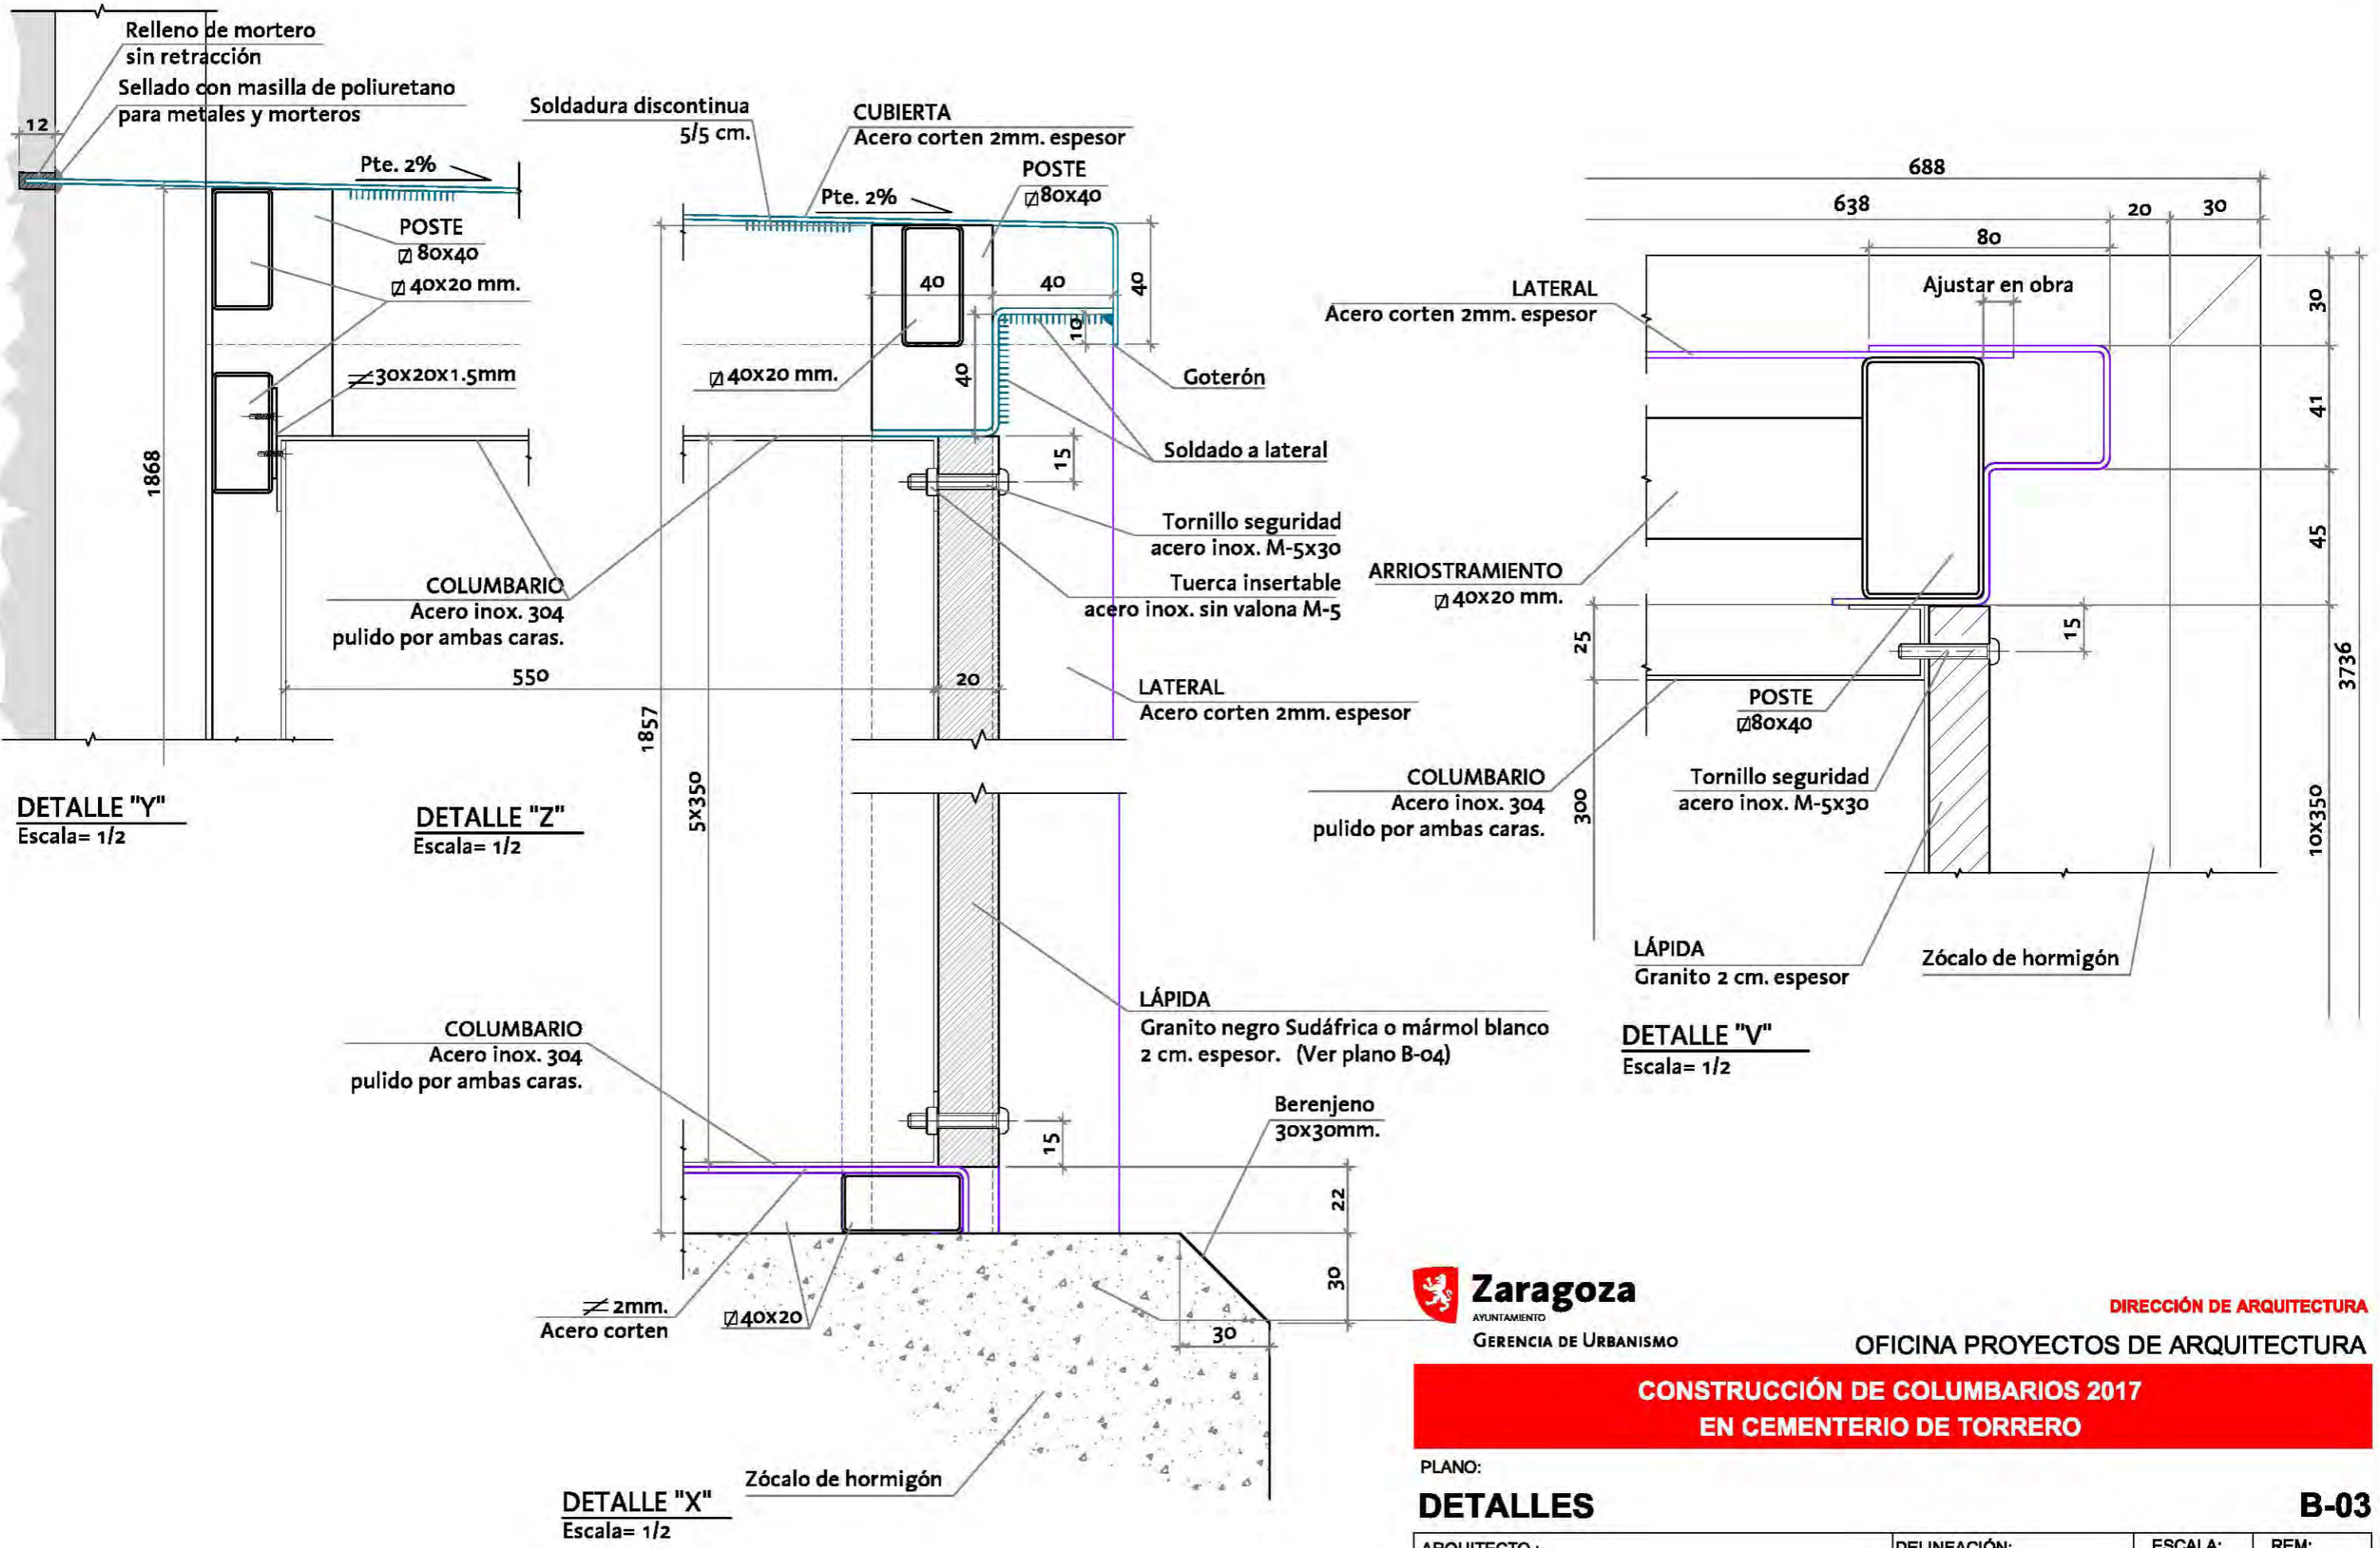 Relleno de mortero
sin retracción
Sellado con masilla de poliuretano
para metales y morteros
12
Pte. 2%
POSTE
80x40
40x20 mm.
30x20x1.5mm
1868
DETALLE "Y"
Escala= 1/2
Soldadura discontinua
5/5 cm.
CUBIERTA
Acero corten 2mm. espesor
POSTE
80x40
Pte. 2%
40
40
40
10
40
40x20 mm.
Goterón
Soldado a lateral
15
Tornillo seguridad
acero inox. M-5x30
Tuerca insertable
acero inox. sin valona M-5
COLUMBARIO
Acero inox. 304
pulido por ambas caras.
550
20
LATERAL
Acero corten 2mm. espesor
1857
5x350
DETALLE "Z"
Escala= 1/2
LÁPIDA
Granito negro Sudáfrica o mármol blanco
2 cm. espesor. (Ver plano B-04)
COLUMBARIO
Acero inox. 304
pulido por ambas caras.
Berenjeno
30x30mm.
15
22
30
30
2mm.
Acero corten
40x20
Zócalo de hormigón
DETALLE "X"
Escala= 1/2
688
638
20
30
80
LATERAL
Acero corten 2mm. espesor
Ajustar en obra
30
41
45
3736
10x350
ARRIOSTRAMIENTO
40x20 mm.
25
15
POSTE
80x40
COLUMBARIO
Acero inox. 304
pulido por ambas caras.
300
Tornillo seguridad
acero inox. M-5x30
LÁPIDA
Granito 2 cm. espesor
Zócalo de hormigón
DETALLE "V"
Escala= 1/2
Zaragoza
AYUNTAMIENTO
GERENCIA DE URBANISMO
DIRECCIÓN DE ARQUITECTURA
OFICINA PROYECTOS DE ARQUITECTURA
CONSTRUCCIÓN DE COLUMBARIOS 2017
EN CEMENTERIO DE TORRERO
PLANO:
DETALLES
B-03
ARQUITECTO :
DELINEACIÓN:
ESCALA:
REM: